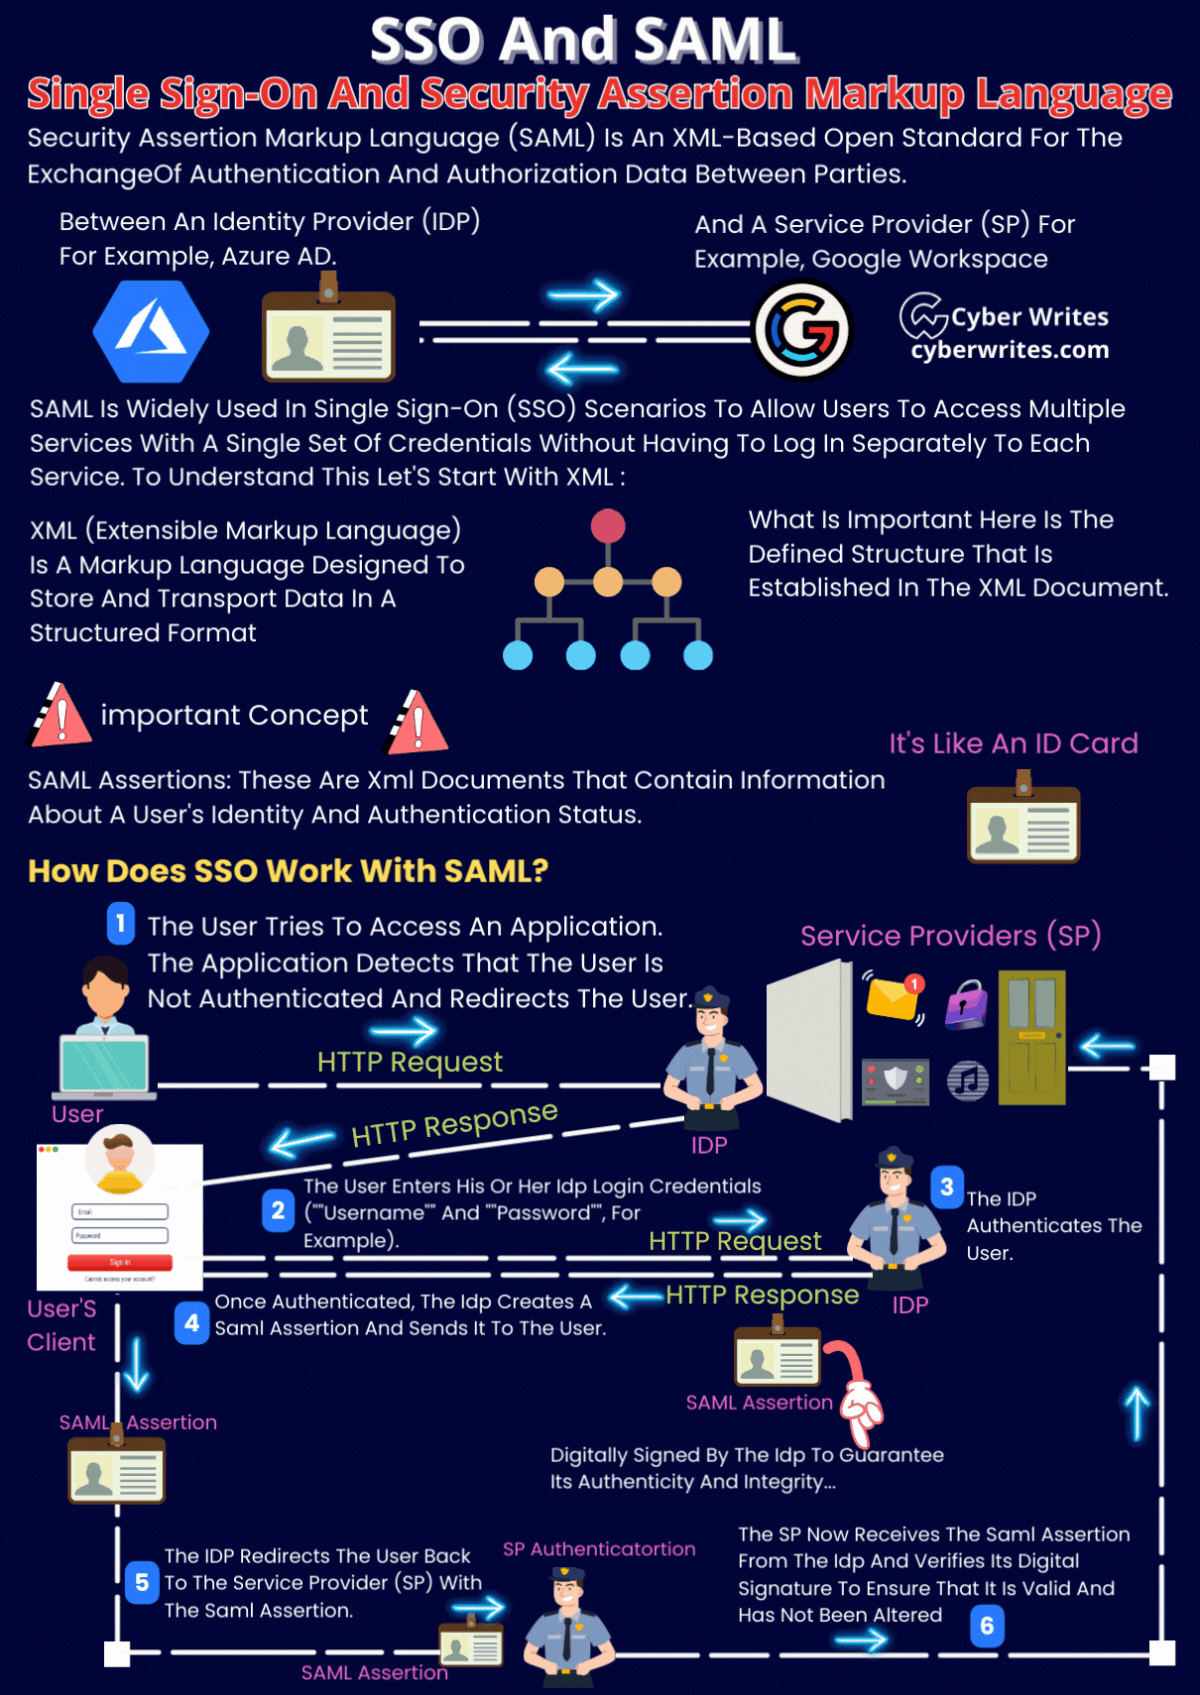 SSO And SAML
Single Sign-On And Security Assertion Markup Language
Security Assertion Markup Language (SAML) Is An XML-Based Open Standard For The
ExchangeOf Authentication And Authorization Data Between Parties.
Between An Identity Provider (IDP)
For Example, Azure AD.
And A Service Provider (SP) For
Example, Google Workspace
Cyber Writes
cyberwrites.com
SAML Is Widely Used In Single Sign-On (SSO) Scenarios To Allow Users To Access Multiple
Services With A Single Set Of Credentials Without Having To Log In Separately To Each
Service. To Understand This Let'S Start With XML :
XML (Extensible Markup Language)
Is A Markup Language Designed To
Store And Transport Data In A
Structured Format
What Is Important Here Is The
Defined Structure That Is
Established In The XML Document.
important Concept
It's Like An ID Card
SAML Assertions: These Are Xml Documents That Contain Information
About A User's Identity And Authentication Status.
How Does SSO Work With SAML?
1
The User Tries To Access An Application.
The Application Detects That The User Is
Not Authenticated And Redirects The User.
Service Providers (SP)
1
HTTP Request
User
IDP
HTTP Response
2
The User Enters His Or Her Idp Login Credentials
(""Username"" And ""Password"", For
Example).
HTTP Request
3
The IDP
Authenticates The
User.
Email
Password
Sign In
Cannot access your account?
User'S
Client
4
Once Authenticated, The Idp Creates A
Saml Assertion And Sends It To The User.
HTTP Response
IDP
SAML Assertion
SAML Assertion
Digitally Signed By The Idp To Guarantee
Its Authenticity And Integrity...
5
The IDP Redirects The User Back
To The Service Provider (SP) With
The Saml Assertion.
SAML Assertion
SP Authenticatortion
The SP Now Receives The Saml Assertion
From The Idp And Verifies Its Digital
Signature To Ensure That It Is Valid And
Has Not Been Altered
6